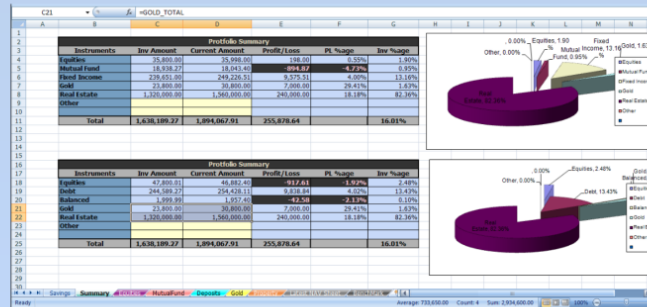 C21 fx =GOLD_TOTAL
A B C D E F G H I J K L M N
Protfolio Summary
Instruments Inv Amount Current Amount Profit/Loss PL %age Inv %age
Equities 35,800.00 35,998.00 198.00 0.55% 1.90%
Mutual Fund 18,938.27 18,043.40 -894.87 -4.73% 0.95%
Fixed Income 239,651.00 249,226.51 9,575.51 4.00% 13.16%
Gold 23,800.00 30,800.00 7,000.00 29.41% 1.63%
Real Estate 1,320,000.00 1,560,000.00 240,000.00 18.18% 82.36%
Other
Total 1,638,189.27 1,894,067.91 255,878.64 16.01%
, 0.00% Equities, 1.90% Mutual Fund, 0.95% Fixed Income, 13.16 Gold, 1.63
Other, 0.00%
Real Estate, 82.36%
Equities
Mutual Fun
Fixed Inco
Gold
Real Estate
Other
Protfolio Summary
Instruments Inv Amount Current Amount Profit/Loss PL %age Inv %age
Equities 47,800.01 46,882.40 -917.61 -1.92% 2.48%
Debt 244,589.27 254,428.11 9,838.84 4.02% 13.43%
Balanced 1,999.99 1,957.40 -42.58 -2.13% 0.10%
Gold 23,800.00 30,800.00 7,000.00 29.41% 1.63%
Real Estate 1,320,000.00 1,560,000.00 240,000.00 18.18% 82.36%
Other
Total 1,638,189.27 1,894,067.91 255,878.64 16.01%
, 0.00% Equities, 2.48%
Other, 0.00% Debt, 13.43%
Savings Summary Equities MutualFund Deposits Gold
Ready Average: 733,650.00 Count: 4 Sum: 2,934,600.00 100%